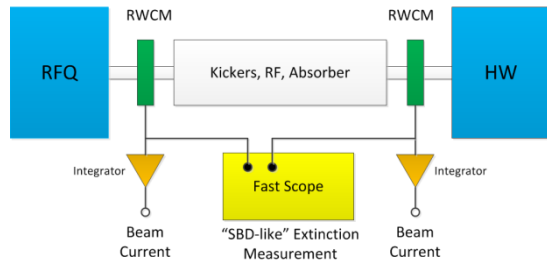 RWCM
RWCM
RFQ
Kickers, RF, Absorber
HW
Integrator
Fast Scope
Integrator
Beam
Current
“SBD-like” Extinction
Measurement
Beam
Current